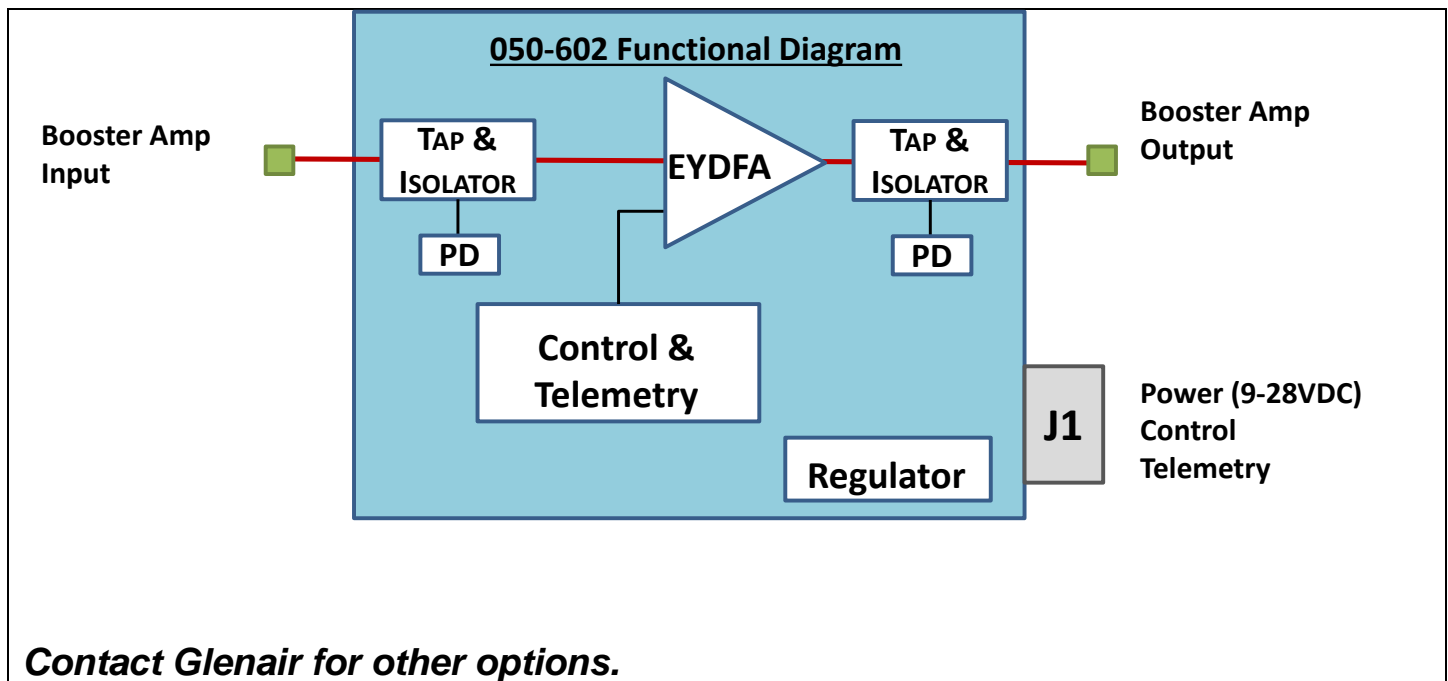 050-602 Functional Diagram
Booster Amp
Input
TAP &
ISOLATOR
PD
EYDFA
TAP &
ISOLATOR
PD
Booster Amp
Output
Control &
Telemetry
Regulator
J1
Power (9-28VDC)
Control
Telemetry
Contact Glenair for other options.